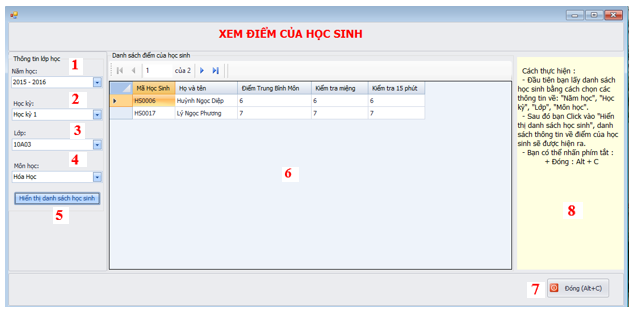 XEM ĐIỂM CỦA HỌC SINH
Thông tin lớp học
1
Năm học:
2015 - 2016
2
Học kỳ:
Học kỳ 1
3
Lớp:
10A03
4
Môn học:
Hóa Học
Hiển thị danh sách học sinh
5
Danh sách điểm của học sinh
1 của 2
Mã Học Sinh Họ và tên Điểm Trung Bình Môn Kiểm tra miệng Kiểm tra 15 phút
HS0006 Huỳnh Ngọc Diệp 6 6 6
HS0017 Lý Ngọc Phương 7 7 7
6
Cách thực hiện :
- Đầu tiên bạn lấy danh sách
học sinh bằng cách chọn các
thông tin về: "Năm học", "Học
kỳ", "Lớp", "Môn học".
- Sau đó bạn Click vào "Hiển
thị danh sách học sinh", danh
sách thông tin về điểm của học
sinh sẽ được hiện ra.
- Bạn có thể nhấn phím tắt :
+ Đóng : Alt + C
8
7
Đóng (Alt+C)